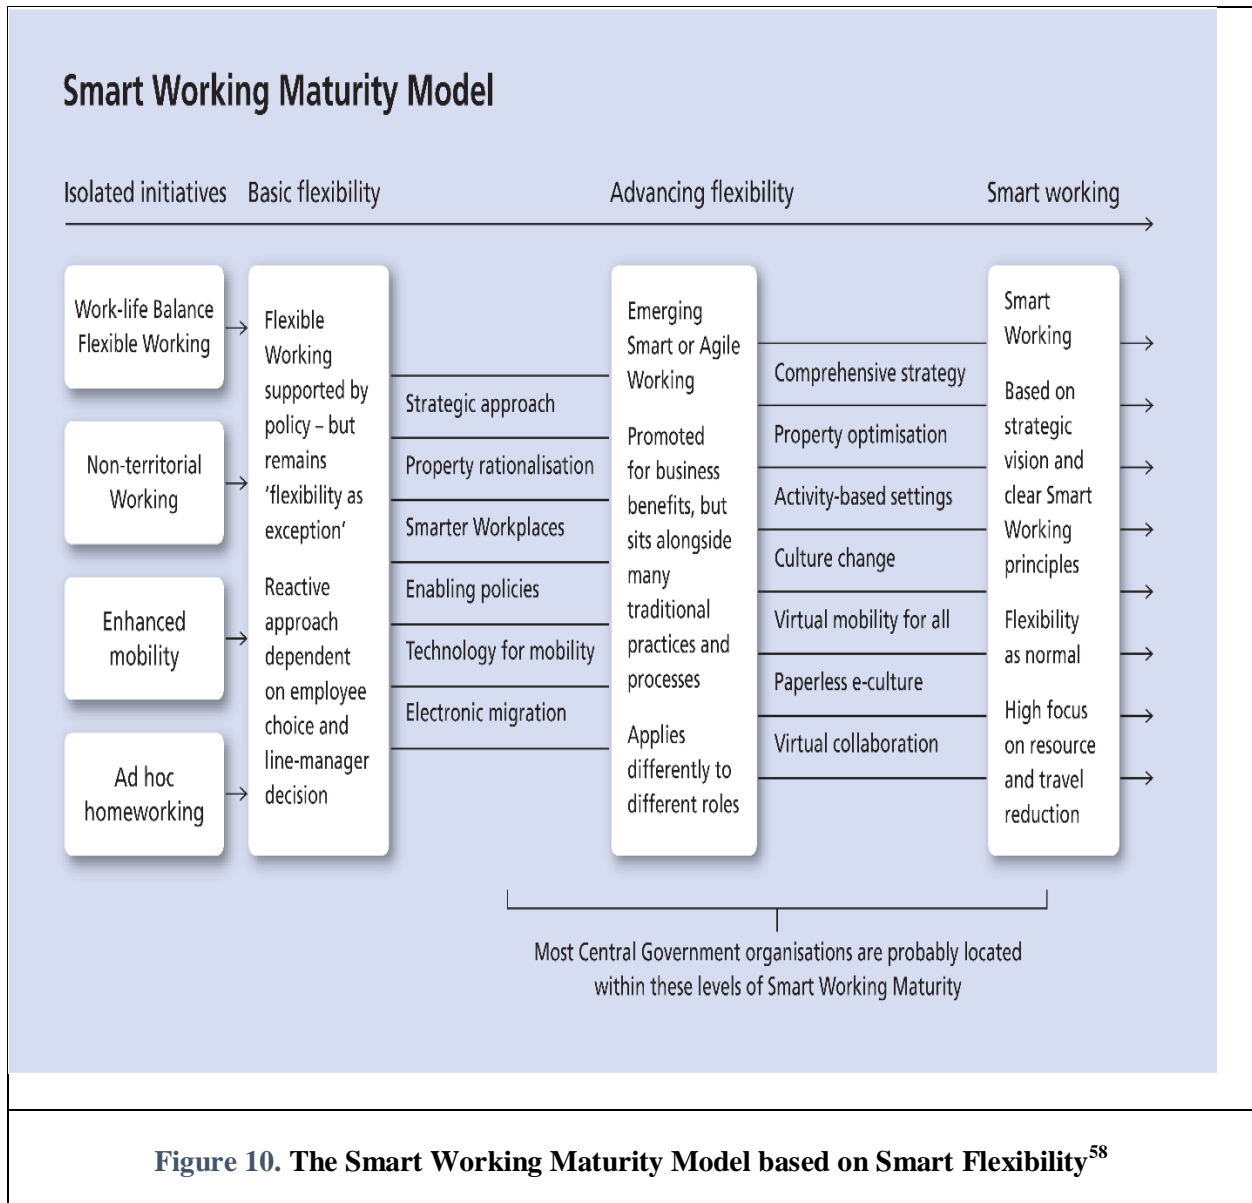 Smart Working Maturity Model
Isolated initiatives
Basic flexibility
Advancing flexibility
Smart working
Work-life Balance
Flexible Working
Non-territorial
Working
Enhanced
mobility
Ad hoc
homeworking
Flexible
Working
supported by
policy – but
remains
‘flexibility as
exception’
Reactive
approach
dependent
on employee
choice and
line-manager
decision
Strategic approach
Property rationalisation
Smarter Workplaces
Enabling policies
Technology for mobility
Electronic migration
Emerging
Smart or Agile
Working
Promoted
for business
benefits, but
sits alongside
many
traditional
practices and
processes
Applies
differently to
different roles
Comprehensive strategy
Property optimisation
Activity-based settings
Culture change
Virtual mobility for all
Paperless e-culture
Virtual collaboration
Smart
Working
Based on
strategic
vision and
clear Smart
Working
principles
Flexibility
as normal
High focus
on resource
and travel
reduction
Most Central Government organisations are probably located
within these levels of Smart Working Maturity
Figure 10. The Smart Working Maturity Model based on Smart Flexibility58